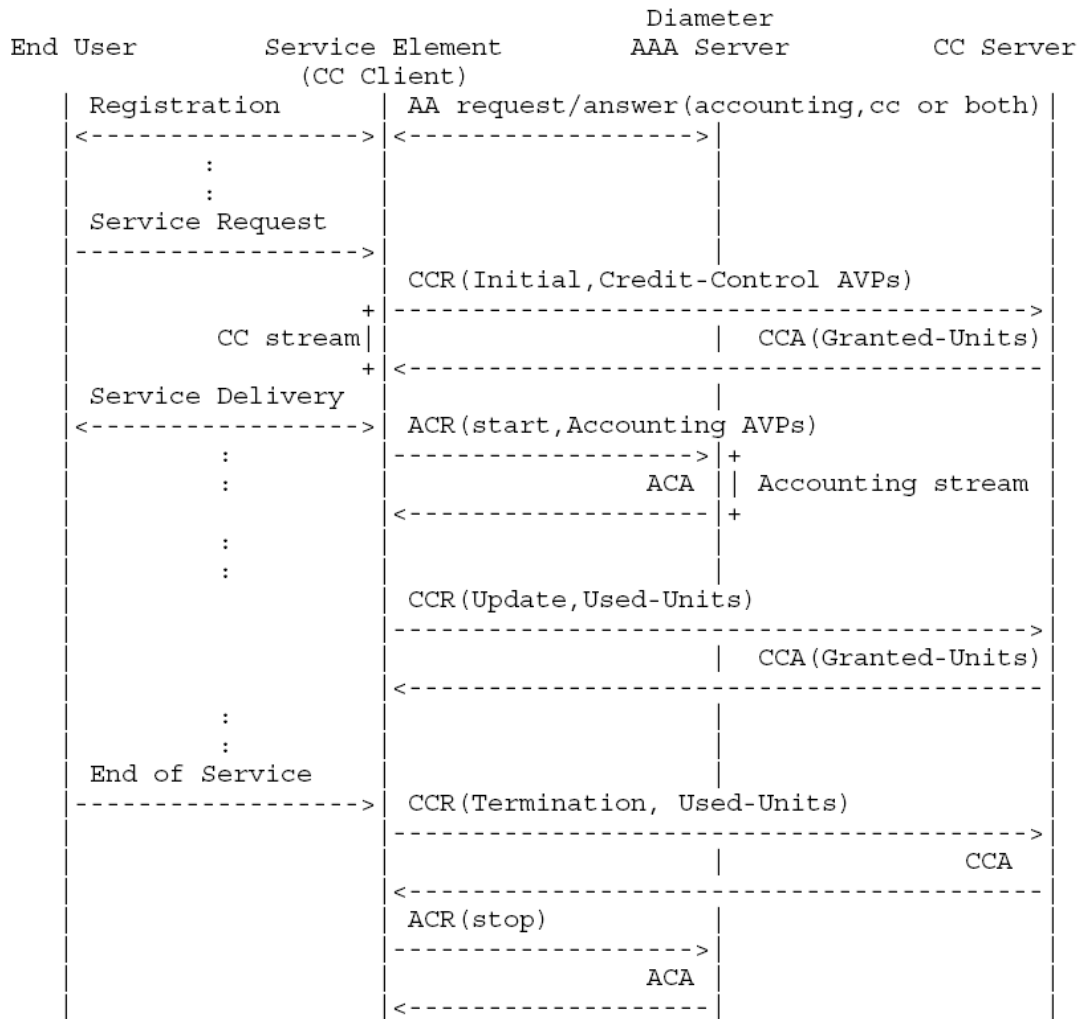 Diameter
End User Service Element AAA Server CC Server
(CC Client)
Registration AA request/answer(accounting,cc or both)
Service Request
CCR(Initial,Credit-Control AVPs)
CC stream CCA(Granted-Units)
Service Delivery
ACR(start,Accounting AVPs)
ACA Accounting stream
CCR(Update,Used-Units)
CCA(Granted-Units)
End of Service
CCR(Termination, Used-Units)
CCA
ACR(stop)
ACA